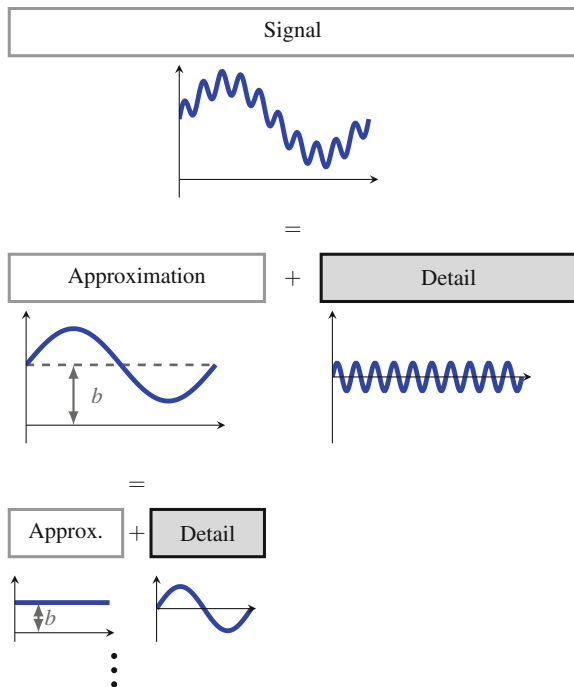 Signal
=
Approximation + Detail
b
=
Approx. + Detail
b